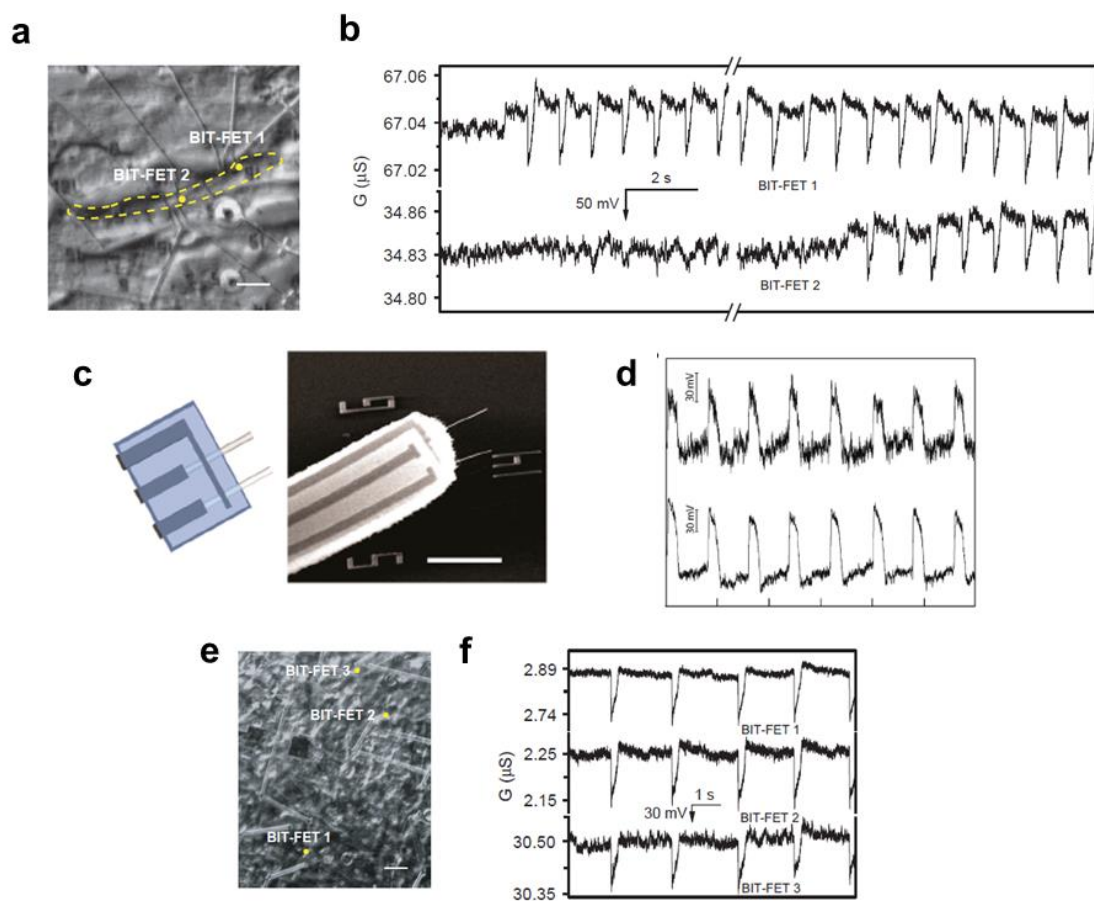 a
BIT-FET 1
BIT-FET 2
b
G (µS)
67.06
67.04
67.02
BIT-FET 1
2 s
50 mV
34.86
34.83
34.80
BIT-FET 2
c
d
30 mV
30 mV
e
BIT-FET 3
BIT-FET 2
BIT-FET 1
f
G (µS)
2.89
2.74
BIT-FET 1
2.25
2.15
1 s
30 mV
BIT-FET 2
30.50
30.35
BIT-FET 3